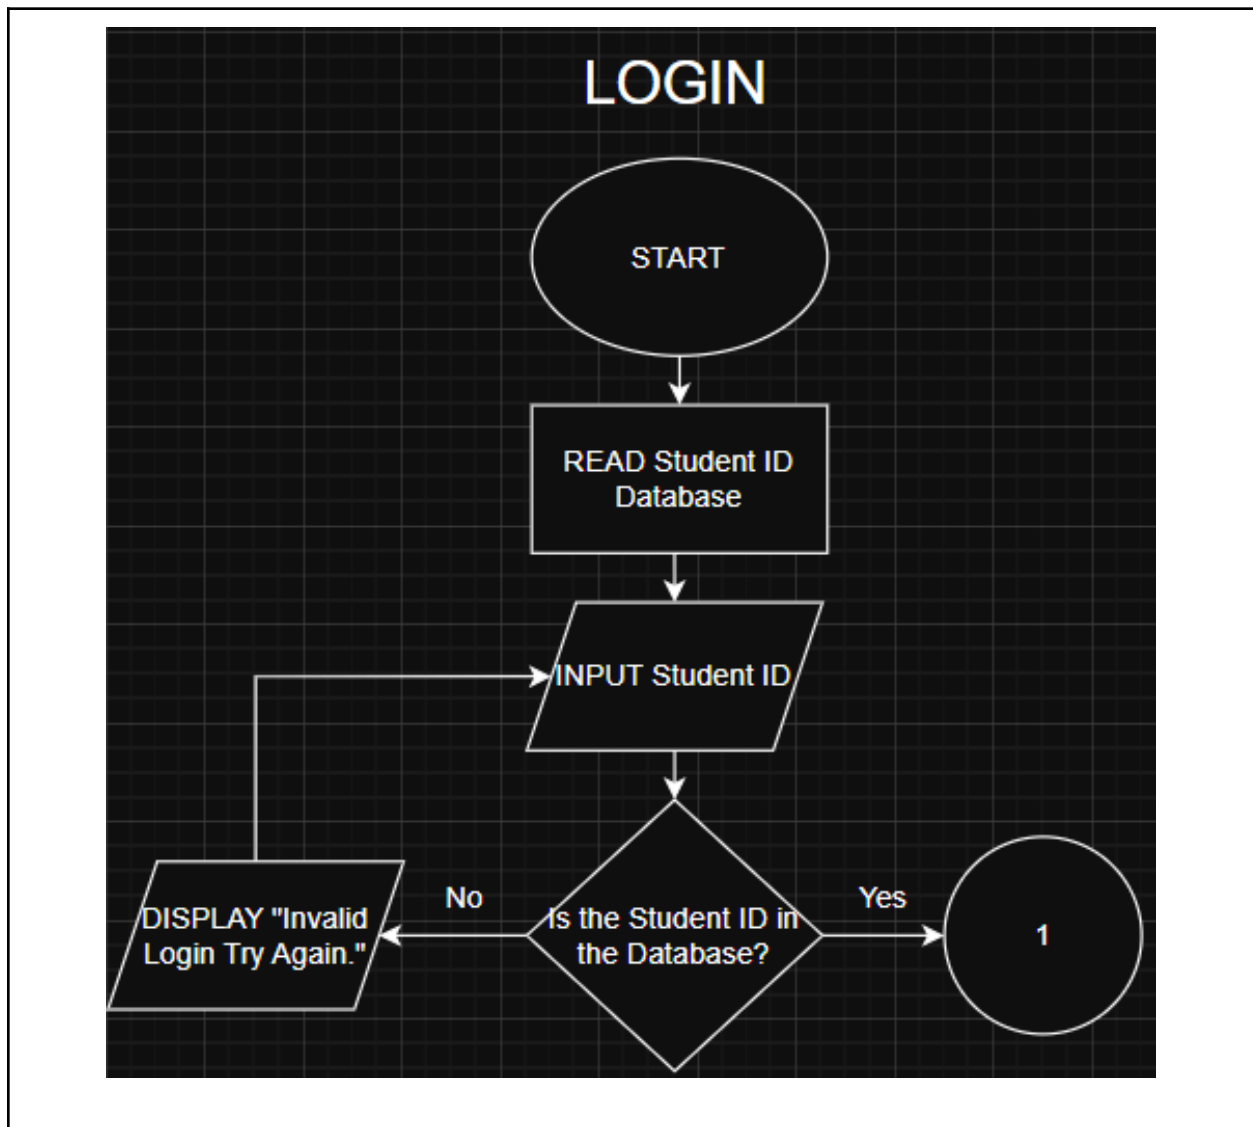 LOGIN
START
READ Student ID
Database
INPUT Student ID
No
Yes
DISPLAY "Invalid
Login Try Again."
Is the Student ID in
the Database?
1